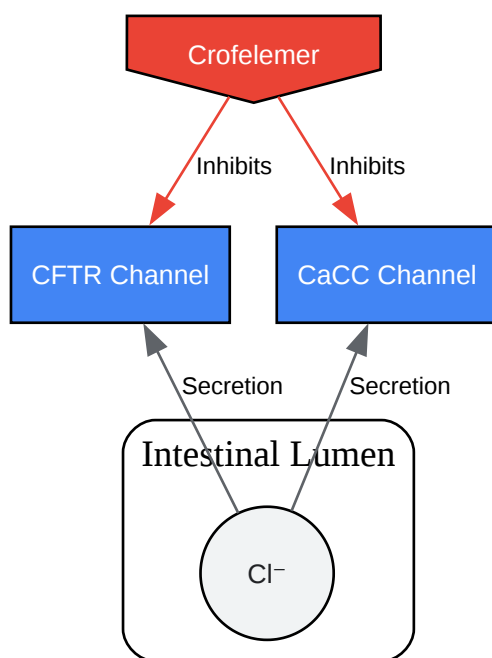 Crofelemer
Inhibits
Inhibits
CFTR Channel
CaCC Channel
Secretion
Secretion
Intestinal Lumen
Cl⁻